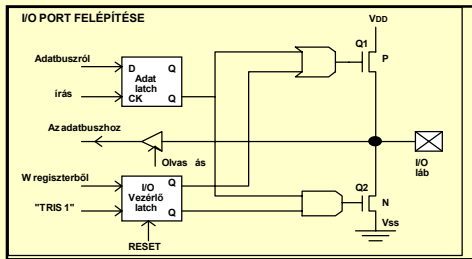 I/O PORT FELÉPÍTÉSE
VDD
Adatbuszról
D Q
Adat
latch
írás
CK Q
Q1
P
Az adatbuszhoz
Olvas ás
I/O
láb
W regiszterből
I/O Q
Vezérlő
latch Q
"TRIS 1"
RESET
Q2
N
Vss